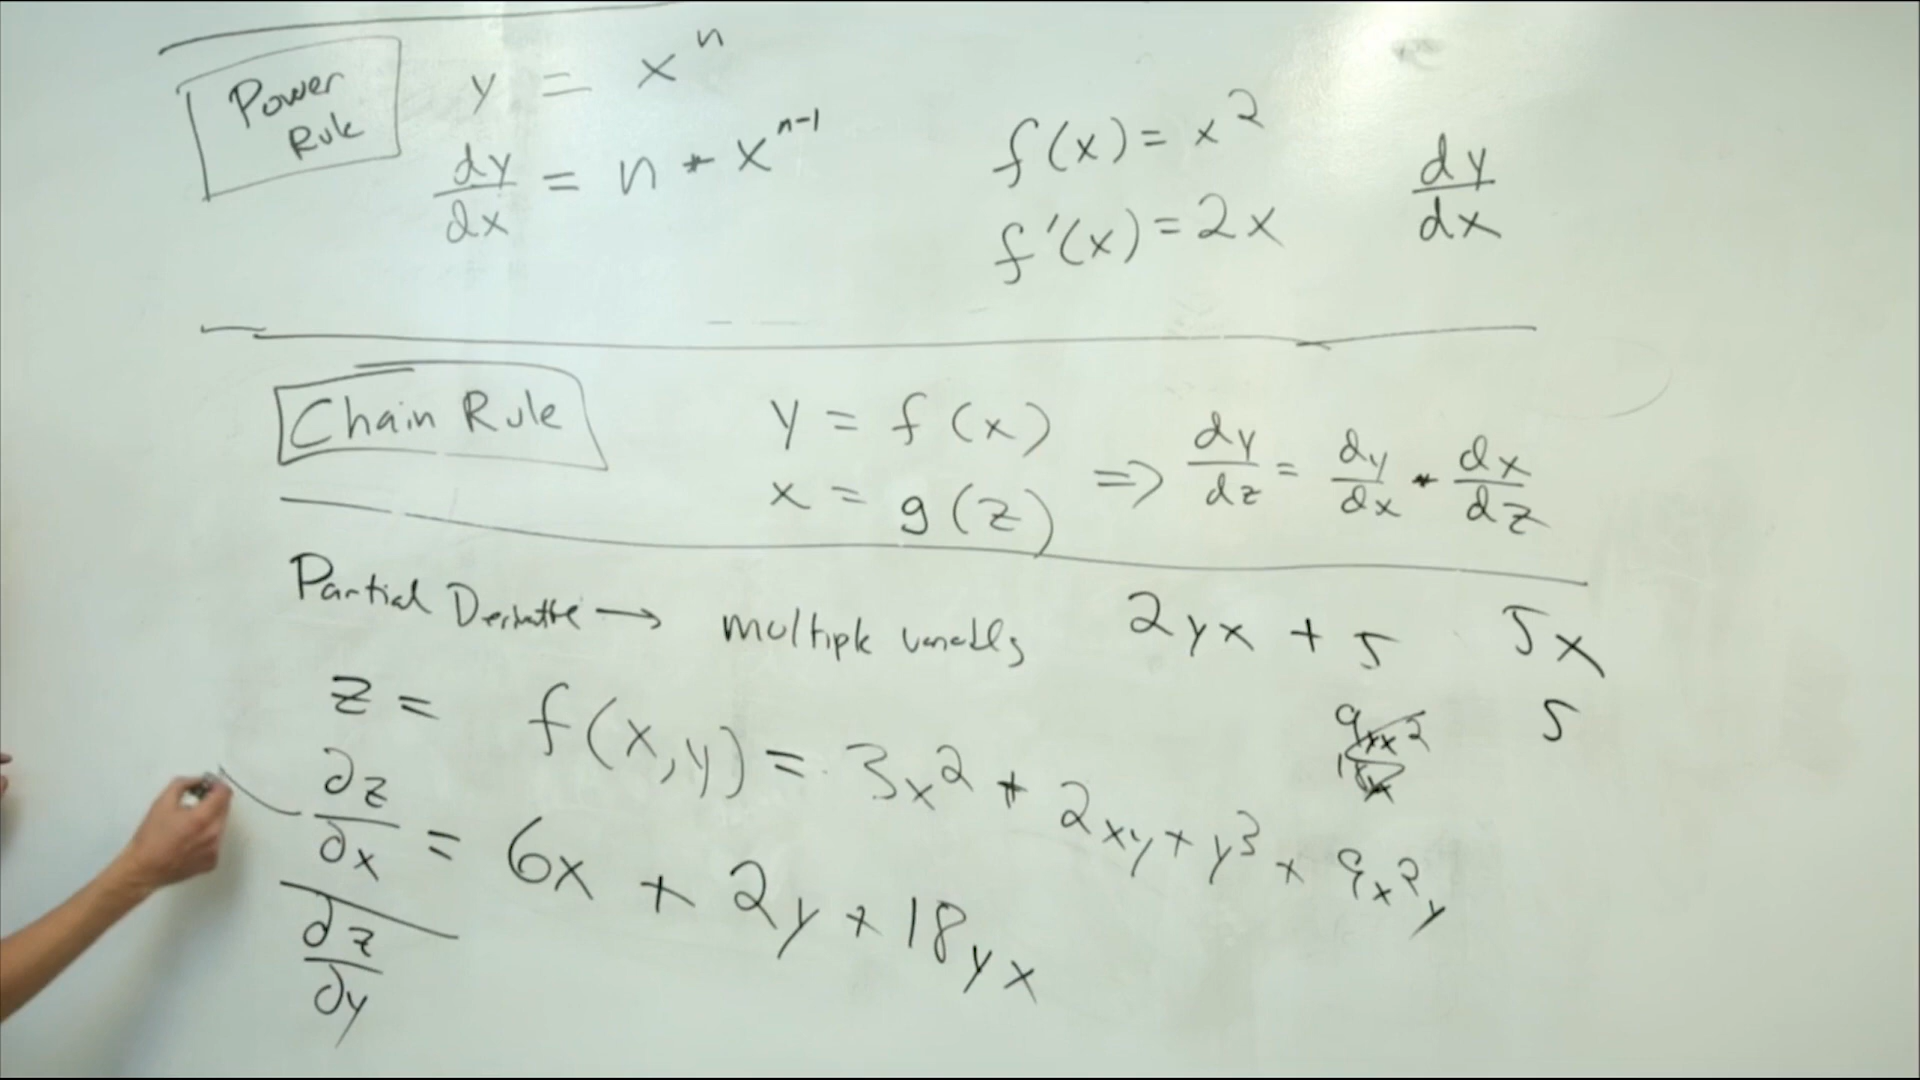 Power Rule
y = x^n
dy/dx = n * x^(n-1)
f(x) = x^2
f'(x) = 2x
dy/dx
Chain Rule
y = f(x)
x = g(z)
=> dy/dz = dy/dx * dx/dz
Partial Derivative → multiple variables
2yx + 5
5x
5
z = f(x,y) = 3x^2 + 2xy + y^3 + 9x^2y
∂z/∂x = 6x + 2y + 18yx
∂z/∂y